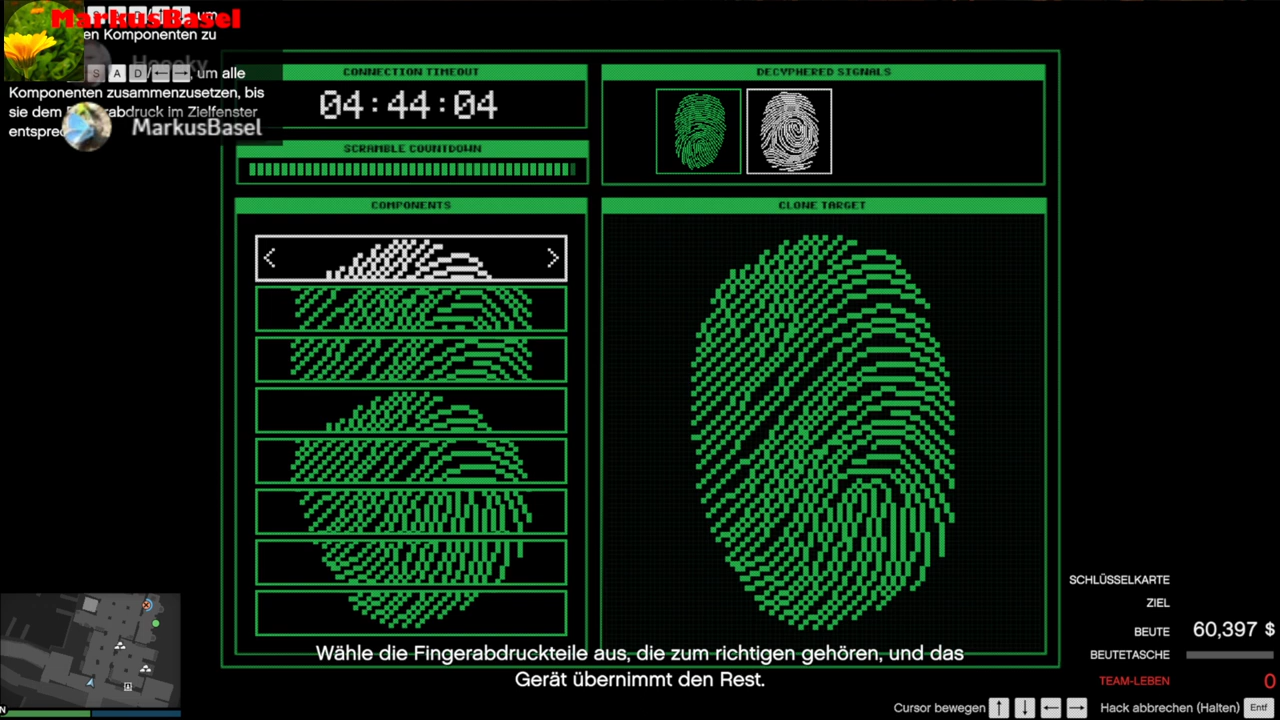 MarkusBasel
um
en Komponenten zu
S A D / ← → , um alle
Komponenten zusammenzusetzen, bis
sie dem Fingerabdruck im Zielfenster
MarkusBasel
CONNECTION TIMEOUT
04:44:04
SCRAMBLE COUNTDOWN
DECYPHERED SIGNALS
COMPONENTS
< >
CLONE TARGET
Wähle die Fingerabdruckteile aus, die zum richtigen gehören, und das
Gerät übernimmt den Rest.
SCHLÜSSELKARTE
ZIEL
BEUTE 60,397 $
BEUTETASCHE
TEAM-LEBEN 0
Cursor bewegen ↑ ↓ ← → Hack abbrechen (Halten) Entf
N